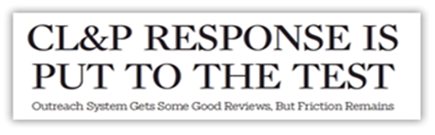 CL&P RESPONSE IS
PUT TO THE TEST
Outreach System Gets Some Good Reviews, But Friction Remains